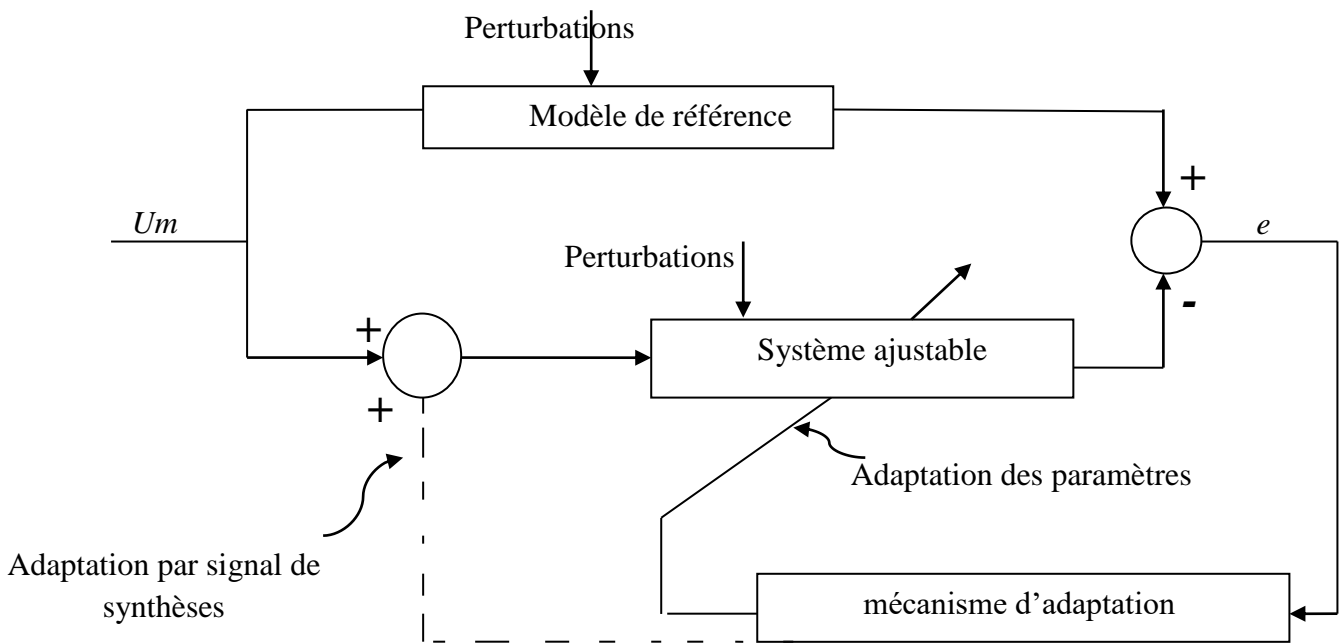 Perturbations
Modèle de référence
+
Um
e
Perturbations
-
+
Système ajustable
+
Adaptation des paramètres
Adaptation par signal de
synthèses
mécanisme d’adaptation